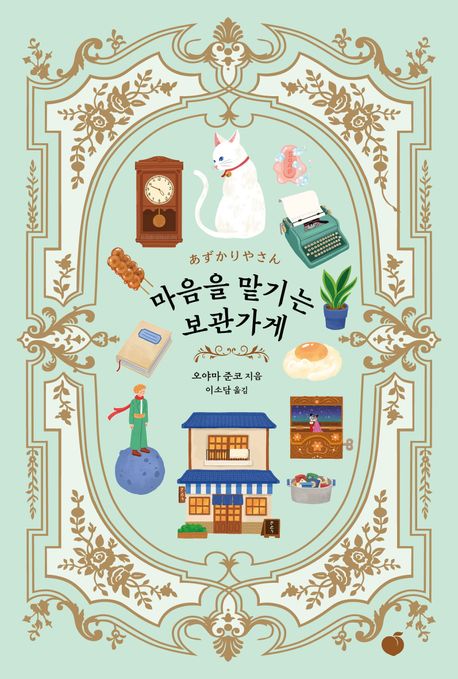 あずかりやさん
마음을 맡기는
보관가게
오야마 준코 지음
이소담 옮김